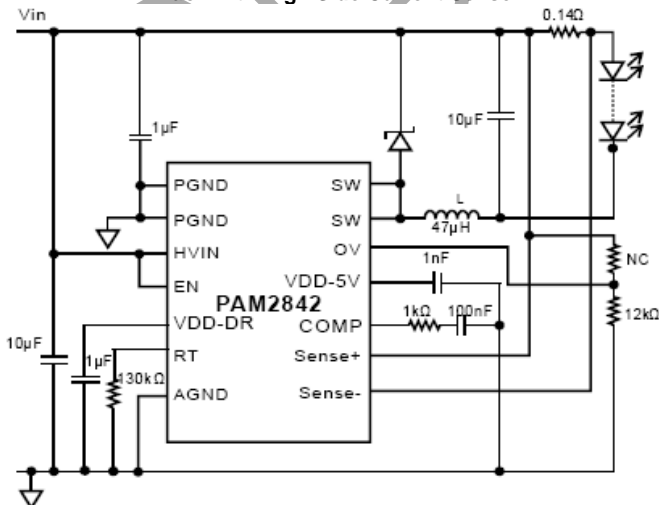 Vin
0.14Ω
1µF
10µF
PGND
SW
PGND
SW
L
47µH
HVIN
OV
NC
EN
VDD-5V
1nF
PAM2842
VDD-DR
COMP
1kΩ
100nF
12kΩ
10µF
1µF
130kΩ
RT
Sense+
AGND
Sense-